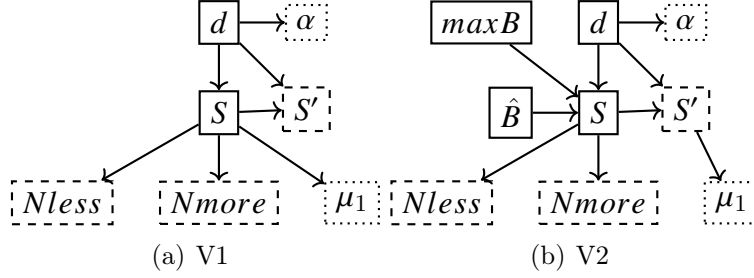 d α
S S′
Nless Nmore μ₁
(a) V1
maxB d α
B̂ S S′
Nless Nmore μ₁
(b) V2